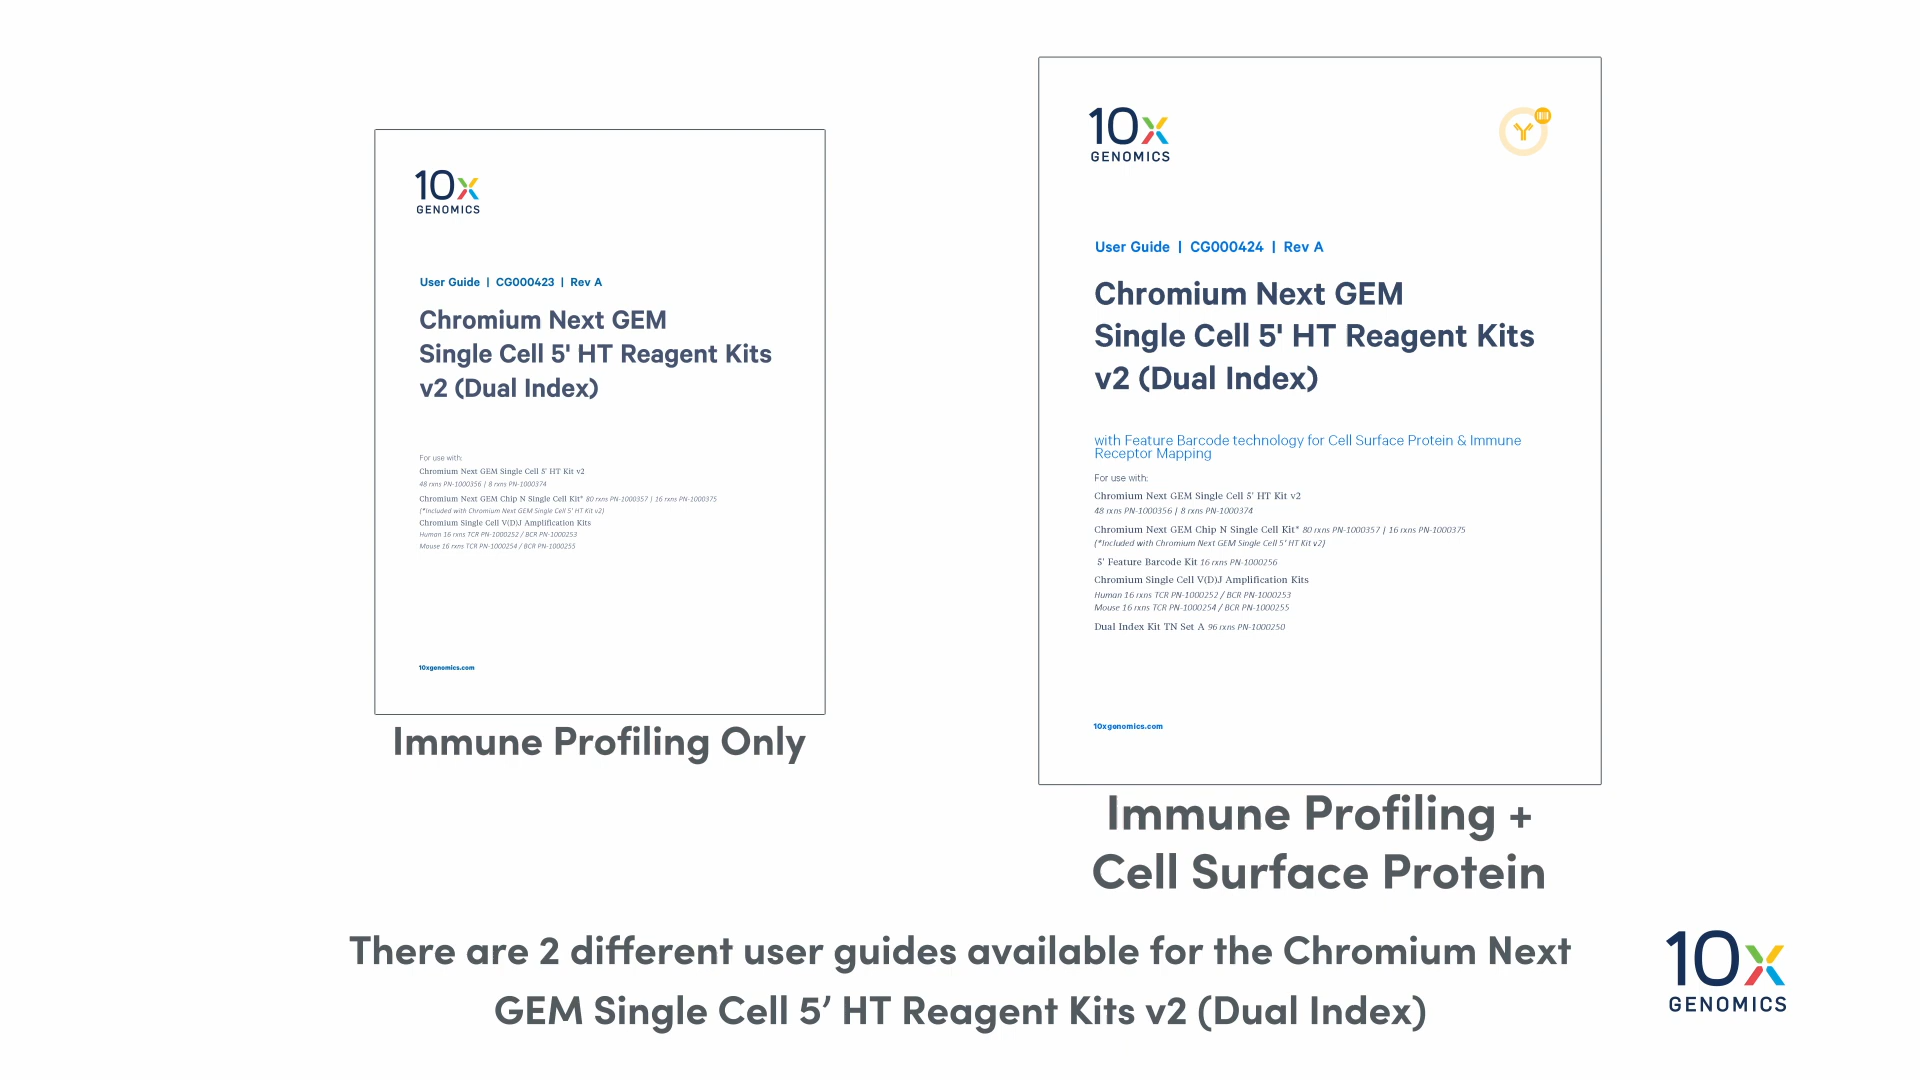 10x
GENOMICS
User Guide | CG000423 | Rev A
Chromium Next GEM
Single Cell 5' HT Reagent Kits
v2 (Dual Index)
For use with:
Chromium Next GEM Single Cell 5' HT Kit v2
48 rxns PN-1000356 | 8 rxns PN-1000374
Chromium Next GEM Chip N Single Cell Kit* 80 rxns PN-1000357 | 16 rxns PN-1000375
(*Included with Chromium Next GEM Single Cell 5' HT Kit v2)
Chromium Single Cell V(D)J Amplification Kits
Human 16 rxns TCR PN-1000252 / BCR PN-1000253
Mouse 16 rxns TCR PN-1000254 / BCR PN-1000255
10xgenomics.com
Immune Profiling Only
10x
GENOMICS
User Guide | CG000424 | Rev A
Chromium Next GEM
Single Cell 5' HT Reagent Kits
v2 (Dual Index)
with Feature Barcode technology for Cell Surface Protein & Immune
Receptor Mapping
For use with:
Chromium Next GEM Single Cell 5' HT Kit v2
48 rxns PN-1000356 | 8 rxns PN-1000374
Chromium Next GEM Chip N Single Cell Kit* 80 rxns PN-1000357 | 16 rxns PN-1000375
(*Included with Chromium Next GEM Single Cell 5' HT Kit v2)
5' Feature Barcode Kit 16 rxns PN-1000256
Chromium Single Cell V(D)J Amplification Kits
Human 16 rxns TCR PN-1000252 / BCR PN-1000253
Mouse 16 rxns TCR PN-1000254 / BCR PN-1000255
Dual Index Kit TN Set A 96 rxns PN-1000250
10xgenomics.com
Immune Profiling +
Cell Surface Protein
There are 2 different user guides available for the Chromium Next
GEM Single Cell 5’ HT Reagent Kits v2 (Dual Index)
10x
GENOMICS